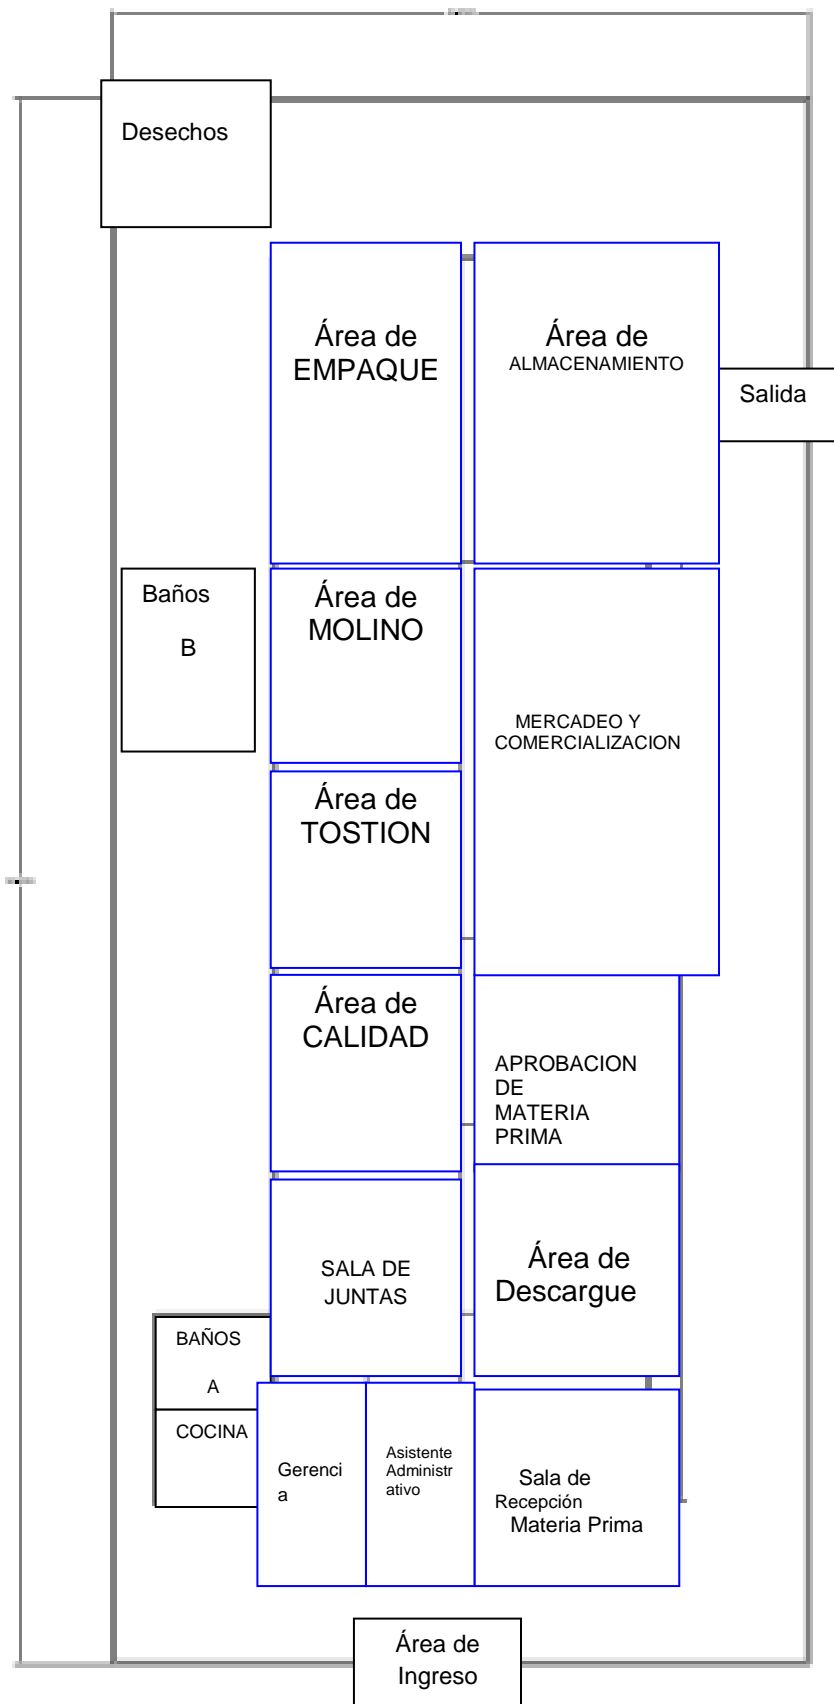 Desechos
Área de
EMPAQUE
Área de
ALMACENAMIENTO
Salida
Baños
B
Área de
MOLINO
MERCADEO Y
COMERCIALIZACION
Área de
TOSTION
Área de
CALIDAD
APROBACION
DE
MATERIA
PRIMA
SALA DE
JUNTAS
Área de
Descargue
BAÑOS
A
COCINA
Gerenci
a
Asistente
Administr
ativo
Sala de
Recepción
Materia Prima
Área de
Ingreso